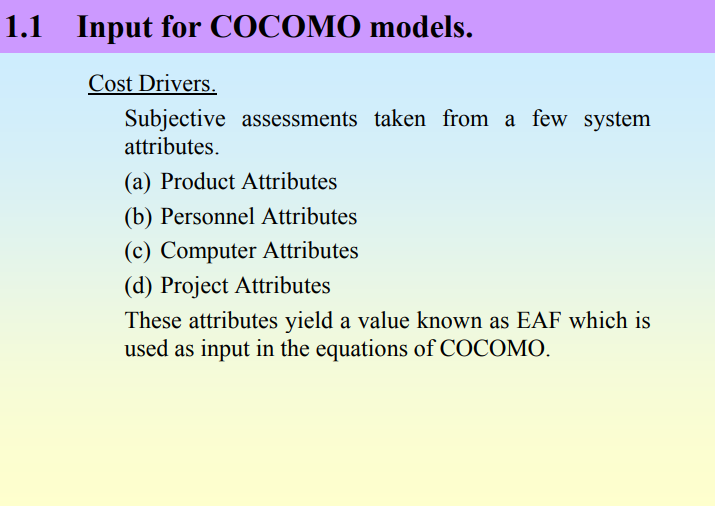 1.1 Input for COCOMO models.
Cost Drivers.
Subjective assessments taken from a few system
attributes.
(a) Product Attributes
(b) Personnel Attributes
(c) Computer Attributes
(d) Project Attributes
These attributes yield a value known as EAF which is
used as input in the equations of COCOMO.